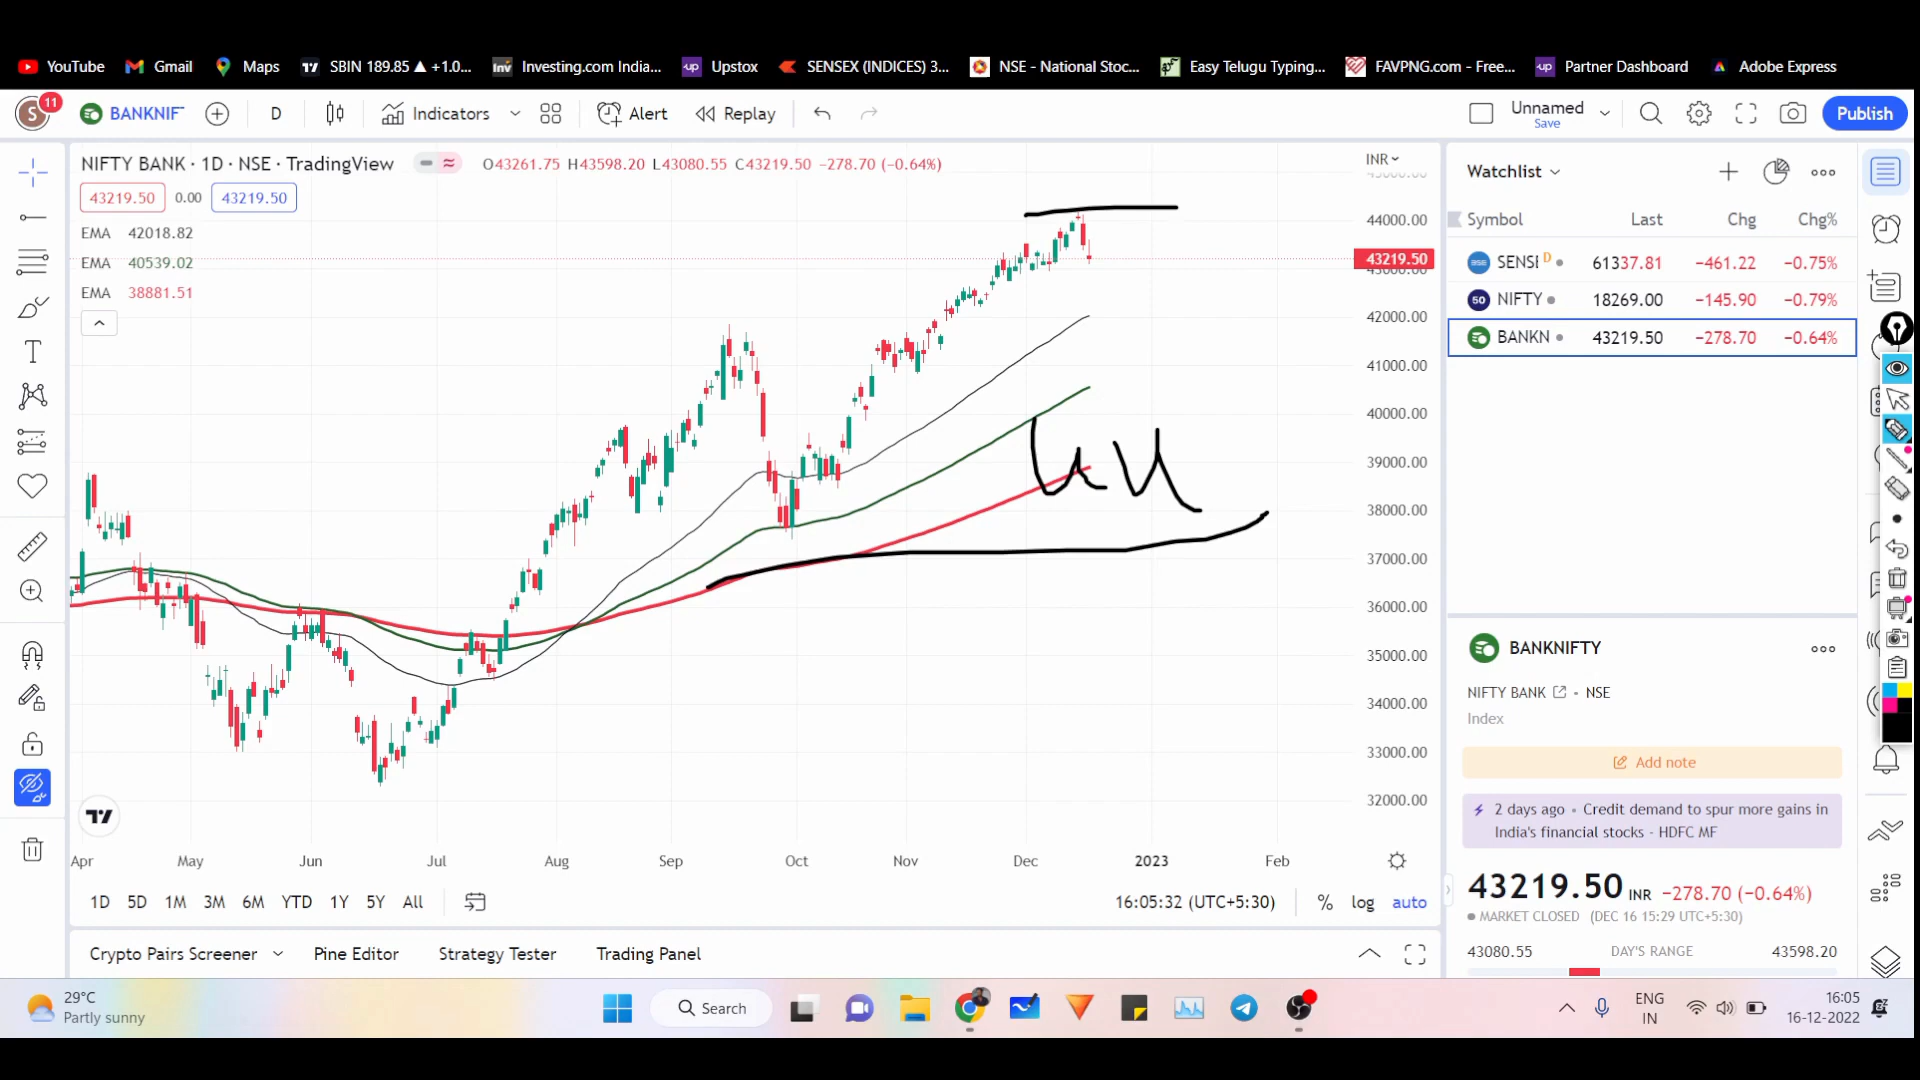 YouTube Gmail Maps SBIN 189.85 ▲ +1.0... Investing.com India... Upstox SENSEX (INDICES) 3... NSE - National Stoc... Easy Telugu Typing... FAVPNG.com - Free... Partner Dashboard Adobe Express
S 11 BANKNIF D Indicators Alert Replay Unnamed Save Publish
NIFTY BANK · 1D · NSE · TradingView O43261.75 H43598.20 L43080.55 C43219.50 −278.70 (−0.64%) INR
43219.50 0.00 43219.50
EMA 42018.82
EMA 40539.02
EMA 38881.51
45000.00
44000.00
43219.50
43000.00
42000.00
41000.00
40000.00
39000.00
38000.00
37000.00
36000.00
35000.00
34000.00
33000.00
32000.00
Apr May Jun Jul Aug Sep Oct Nov Dec 2023 Feb
1D 5D 1M 3M 6M YTD 1Y 5Y All 16:05:32 (UTC+5:30) % log auto
Crypto Pairs Screener Pine Editor Strategy Tester Trading Panel
Watchlist
Symbol Last Chg Chg%
SENSE D 61337.81 −461.22 −0.75%
50 NIFTY 18269.00 −145.90 −0.79%
BANKN 43219.50 −278.70 −0.64%
BANKNIFTY
NIFTY BANK • NSE
Index
Add note
2 days ago • Credit demand to spur more gains in
India's financial stocks - HDFC MF
43219.50 INR −278.70 (−0.64%)
MARKET CLOSED (DEC 16 15:29 UTC+5:30)
43080.55 DAY'S RANGE 43598.20
29°C
Partly sunny
Search
ENG
IN
16:05
16-12-2022